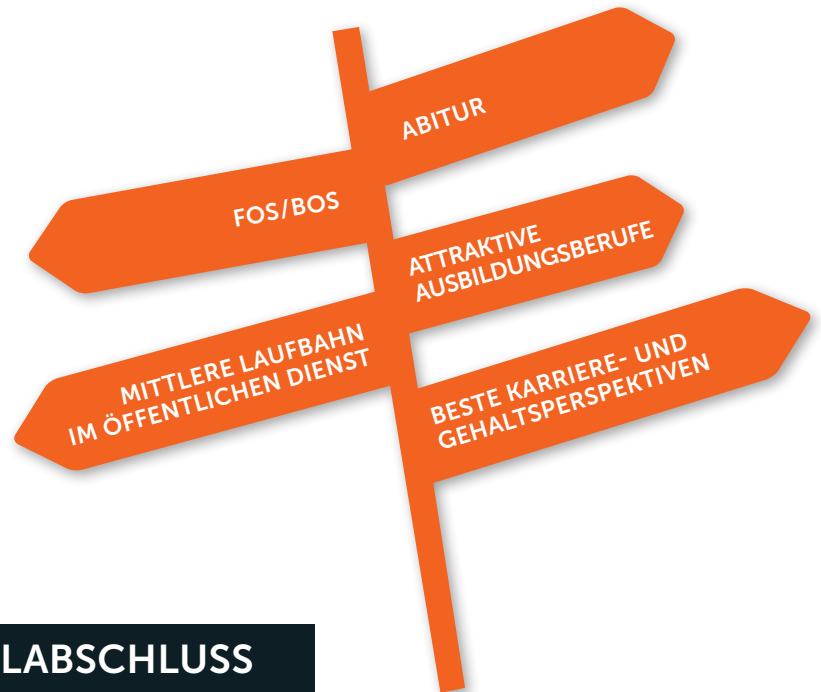 ABITUR
FOS/BOS
ATTRAKTIVE
AUSBILDUNGSBERUFE
MITTLERE LAUFBAHN
IM ÖFFENTLICHEN DIENST
BESTE KARRIERE- UND
GEHALTSPERSPEKTIVEN
LABSCHLUSS